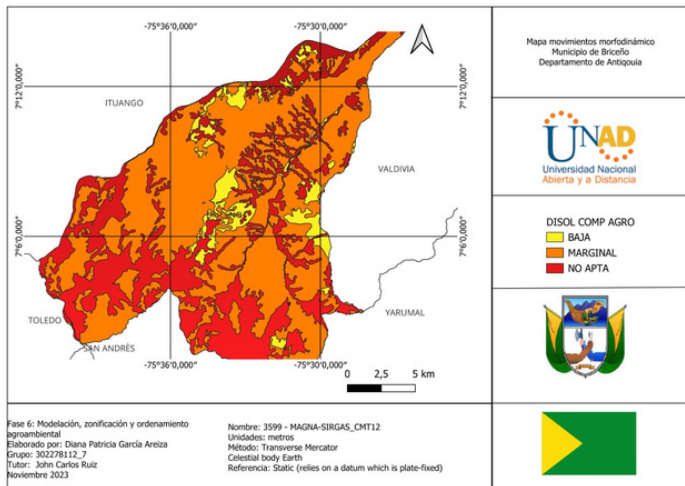 -75°36'0,000"
-75°30'0,000"
7°12'0,000"
7°12'0,000"
ITUANGO
VALDIVIA
7°6'0,000"
7°6'0,000"
TOLEDO
SAN ANDRÈS
YARUMAL
-75°36'0,000"
-75°30'0,000"
0 2,5 5 km
Mapa movimientos morfodinámico
Municipio de Briceño
Departamento de Antiqouia
UNAD
Universidad Nacional
Abierta y a Distancia
DISOL COMP AGRO
BAJA
MARGINAL
NO APTA
Fase 6: Modelación, zonificación y ordenamiento
agroambiental
Elaborado por: Diana Patricia García Areiza
Grupo: 302278112_7
Tutor: John Carlos Ruiz
Noviembre 2023
Nombre: 3599 - MAGNA-SIRGAS_CMT12
Unidades: metros
Método: Transverse Mercator
Celestial body Earth
Referencia: Static (relies on a datum which is plate-fixed)